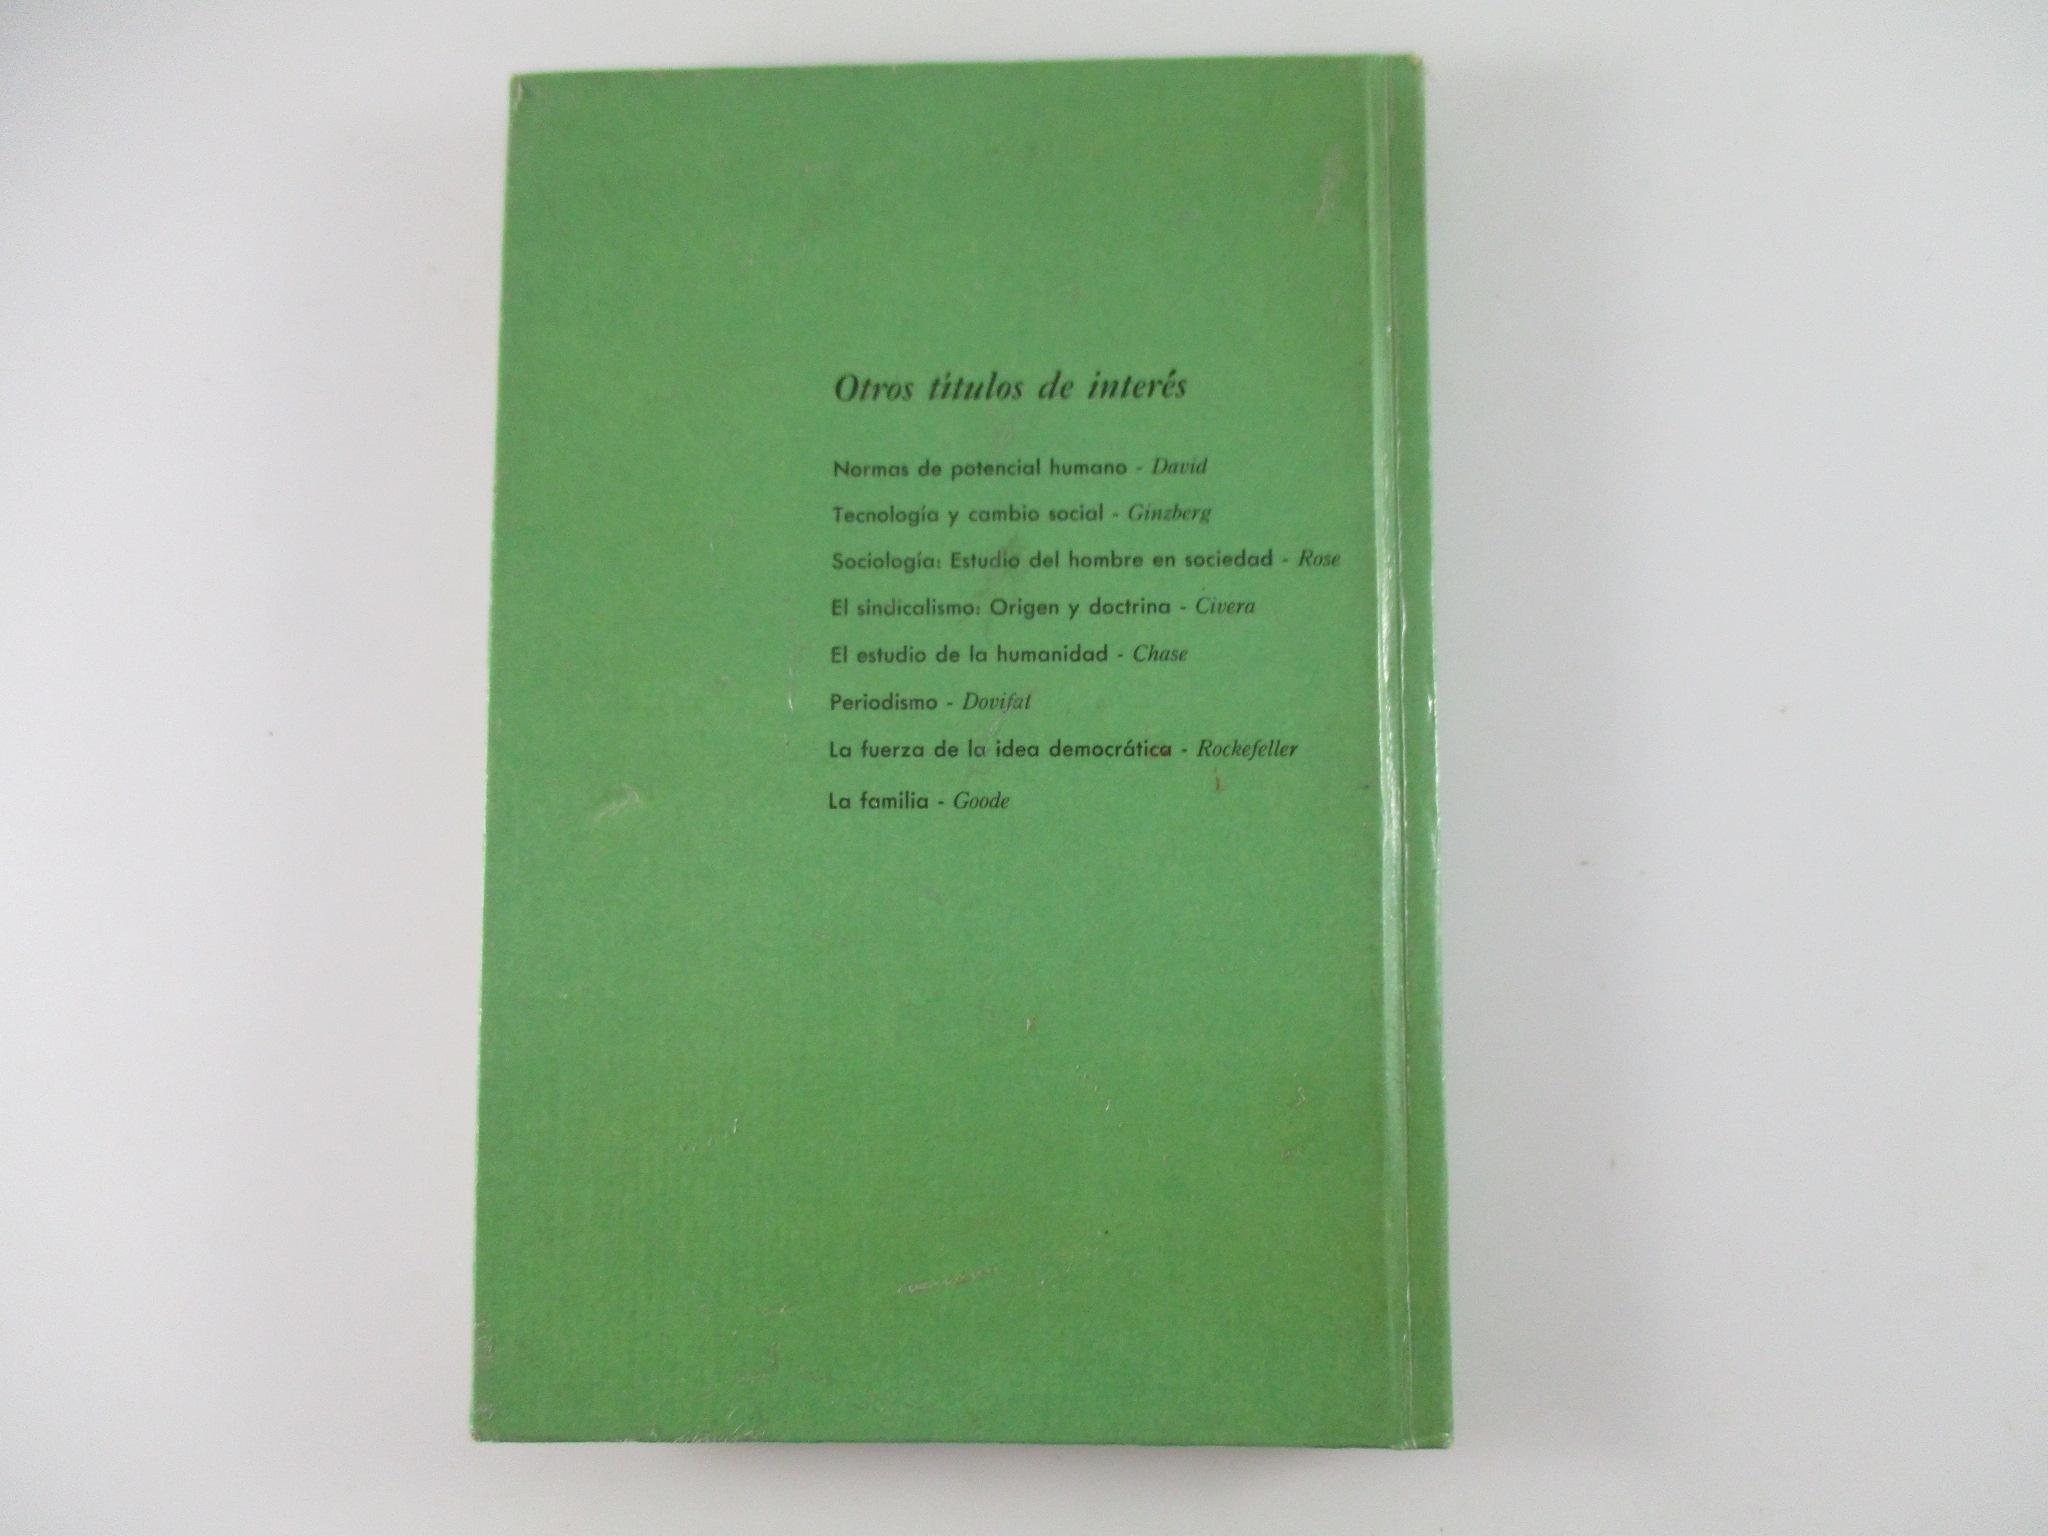 Otros títulos de interés
Normas de potencial humano - David
Tecnología y cambio social - Ginzberg
Sociología: Estudio del hombre en sociedad - Rose
El sindicalismo: Origen y doctrina - Civera
El estudio de la humanidad - Chase
Periodismo - Dovifat
La fuerza de la idea democrática - Rockefeller
La familia - Goode